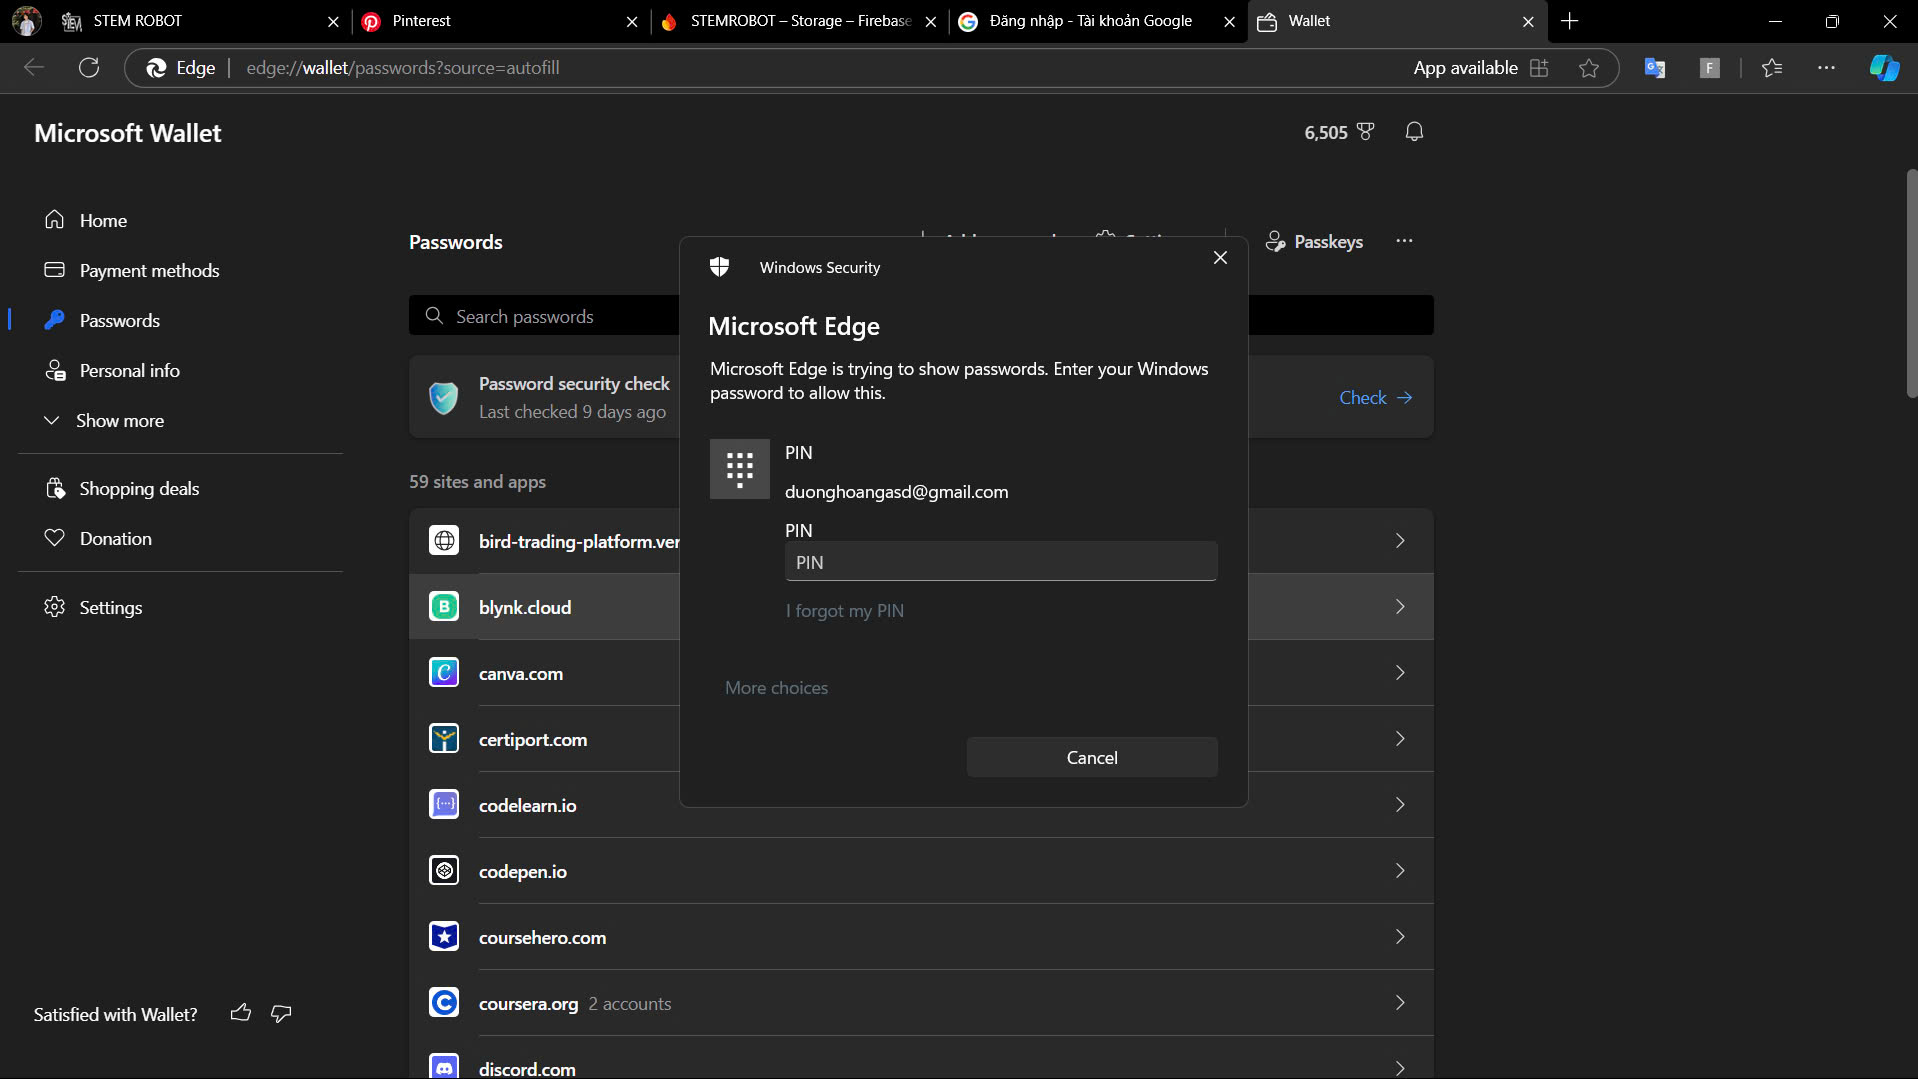 STEM ROBOT
Pinterest
STEMROBOT – Storage – Firebase
Đăng nhập - Tài khoản Google
Wallet
Edge
edge://wallet/passwords?source=autofill
App available
F
Microsoft Wallet
6,505
Home
Payment methods
Passwords
Personal info
Show more
Shopping deals
Donation
Settings
Satisfied with Wallet?
Passwords
Passkeys
Search passwords
Password security check
Last checked 9 days ago
Check
59 sites and apps
bird-trading-platform.ver
blynk.cloud
canva.com
certiport.com
codelearn.io
codepen.io
coursehero.com
coursera.org 2 accounts
discord.com
Windows Security
Microsoft Edge
Microsoft Edge is trying to show passwords. Enter your Windows
password to allow this.
PIN
duonghoangasd@gmail.com
PIN
PIN
I forgot my PIN
More choices
Cancel